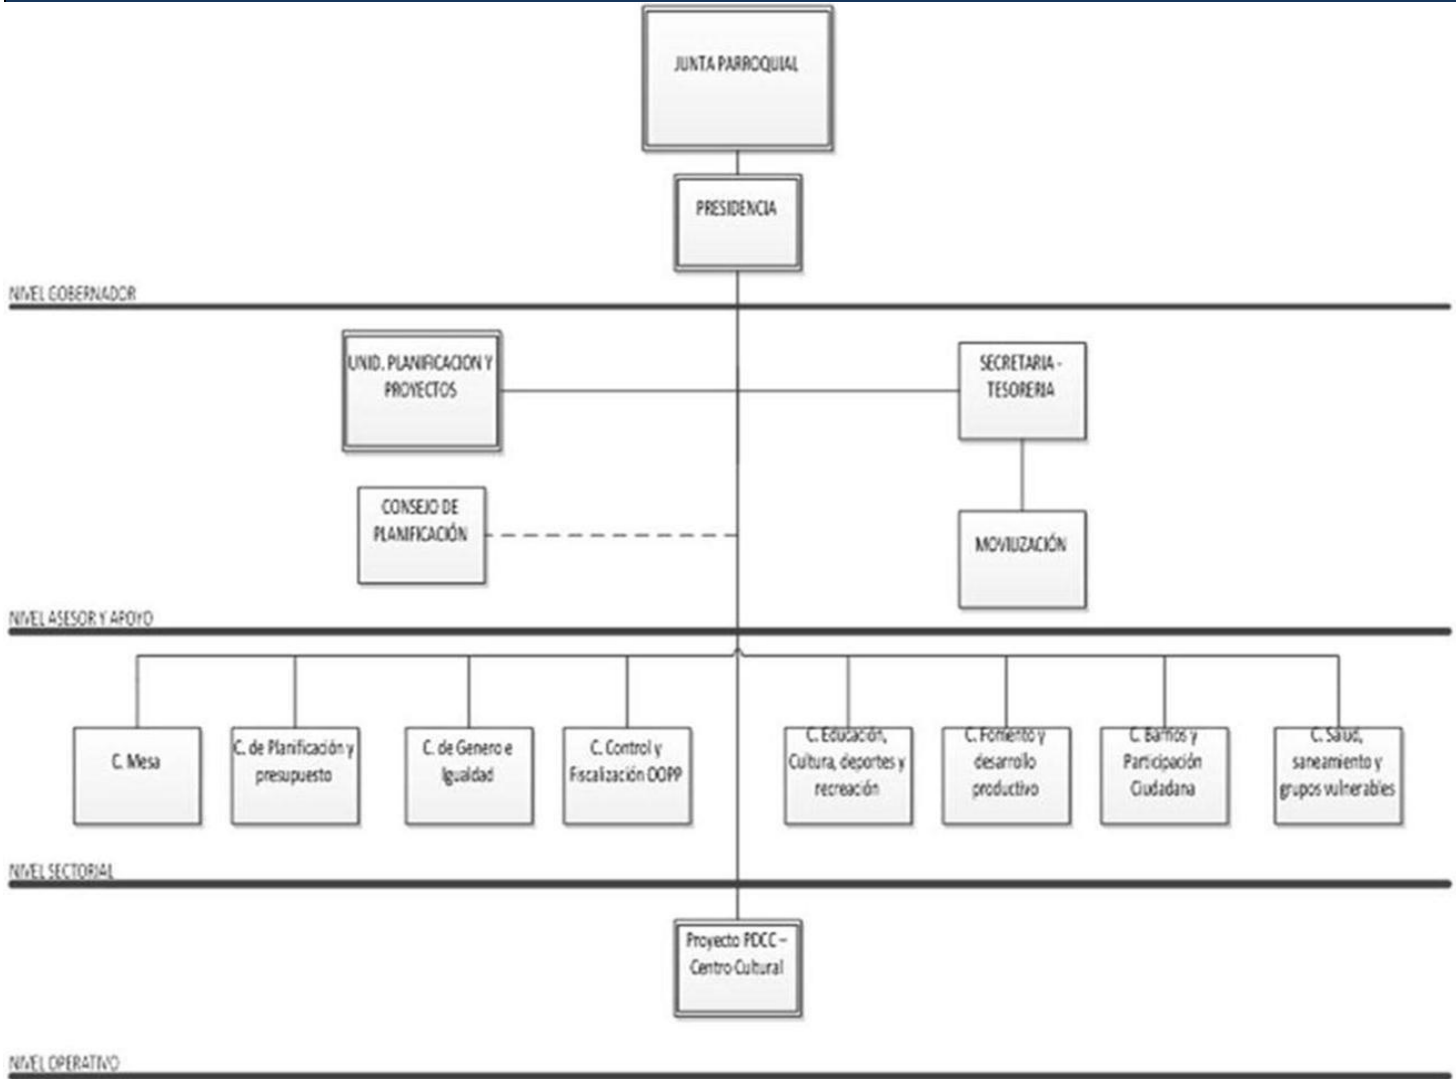 JUNTA PARROQUIAL
PRESIDENCIA
NIVEL GOBERNADOR
UNID. PLANIFICACION Y
PROYECTOS
SECRETARIA -
TESORERIA
CONSEJO DE
PLANIFICACIÓN
MOVILIZACIÓN
NIVEL ASESOR Y APOYO
C. Mesa
C. de Planificación y
presupuesto
C. de Genero e
Igualdad
C. Control y
Fiscalización OOPP
C. Educación,
Cultura, deportes y
recreación
C. Fomento y
desarrollo
productivo
C. Barrios y
Participación
Ciudadana
C. Salud,
saneamiento y
grupos vulnerables
NIVEL SECTORIAL
Proyecto PDCC –
Centro Cultural
NIVEL OPERATIVO